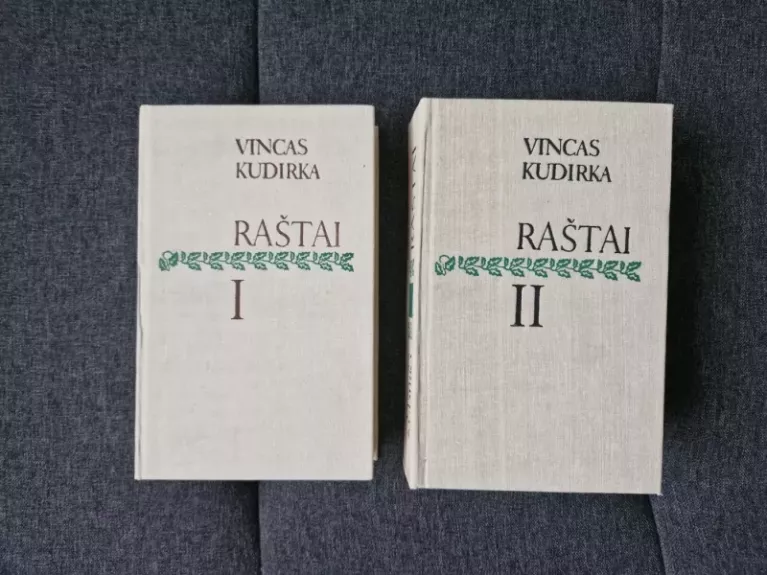 VINCAS
KUDIRKA
RAŠTAI
I
VINCAS
KUDIRKA
RAŠTAI
II